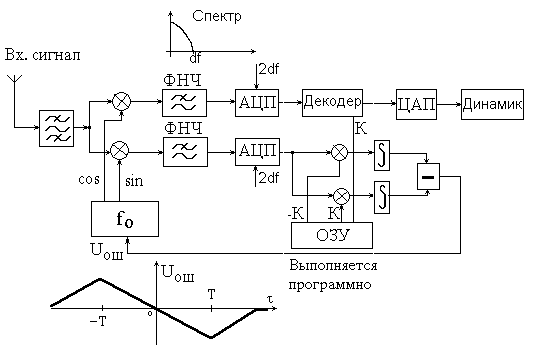 Спектр
df
Вх. сигнал
ФНЧ
2df
АЦП
Декодер
ЦАП
Динамик
K
ФНЧ
АЦП
2df
cos
sin
∫
∫
−
f₀
-K
K
ОЗУ
Uош
Выполняется
программно
Uош
T
τ
o
−T